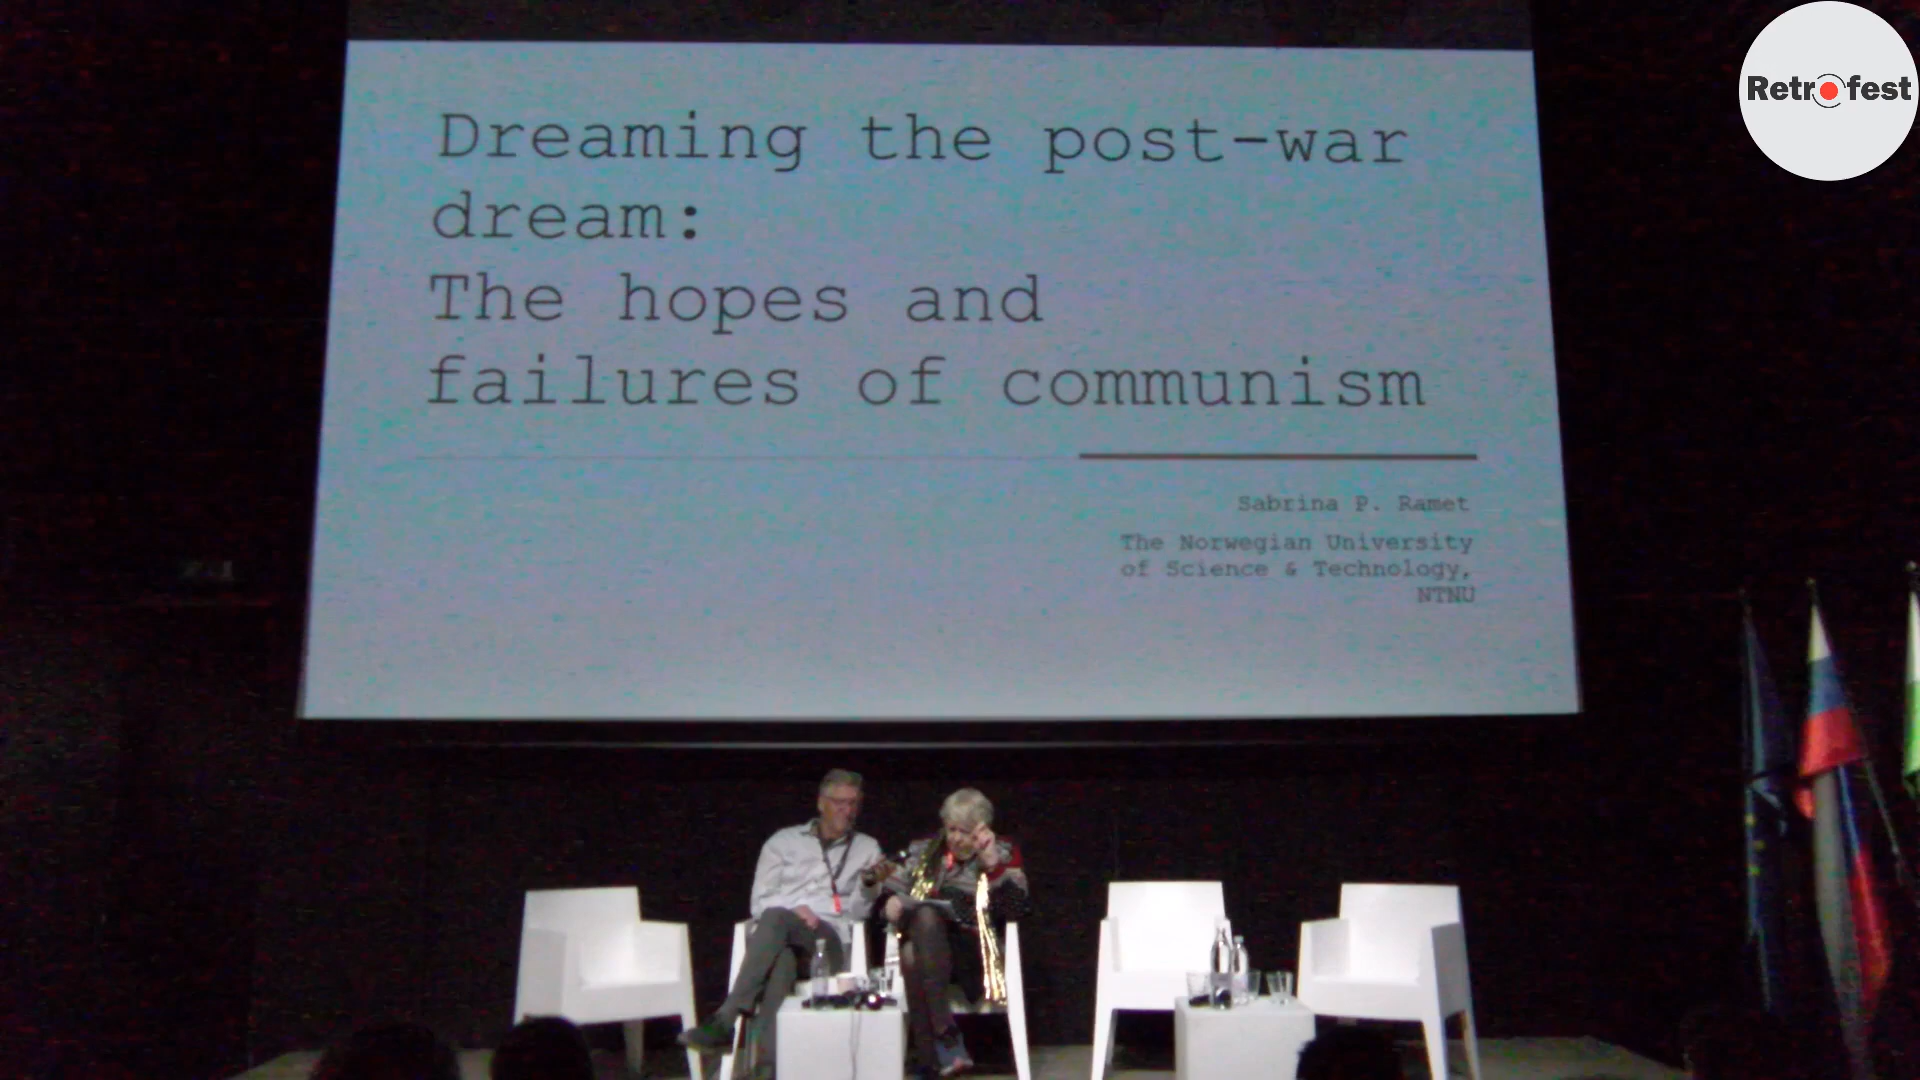 Retrofest
Dreaming the post-war
dream:
The hopes and
failures of communism
Sabrina P. Ramet
The Norwegian University
of Science & Technology,
NTNU